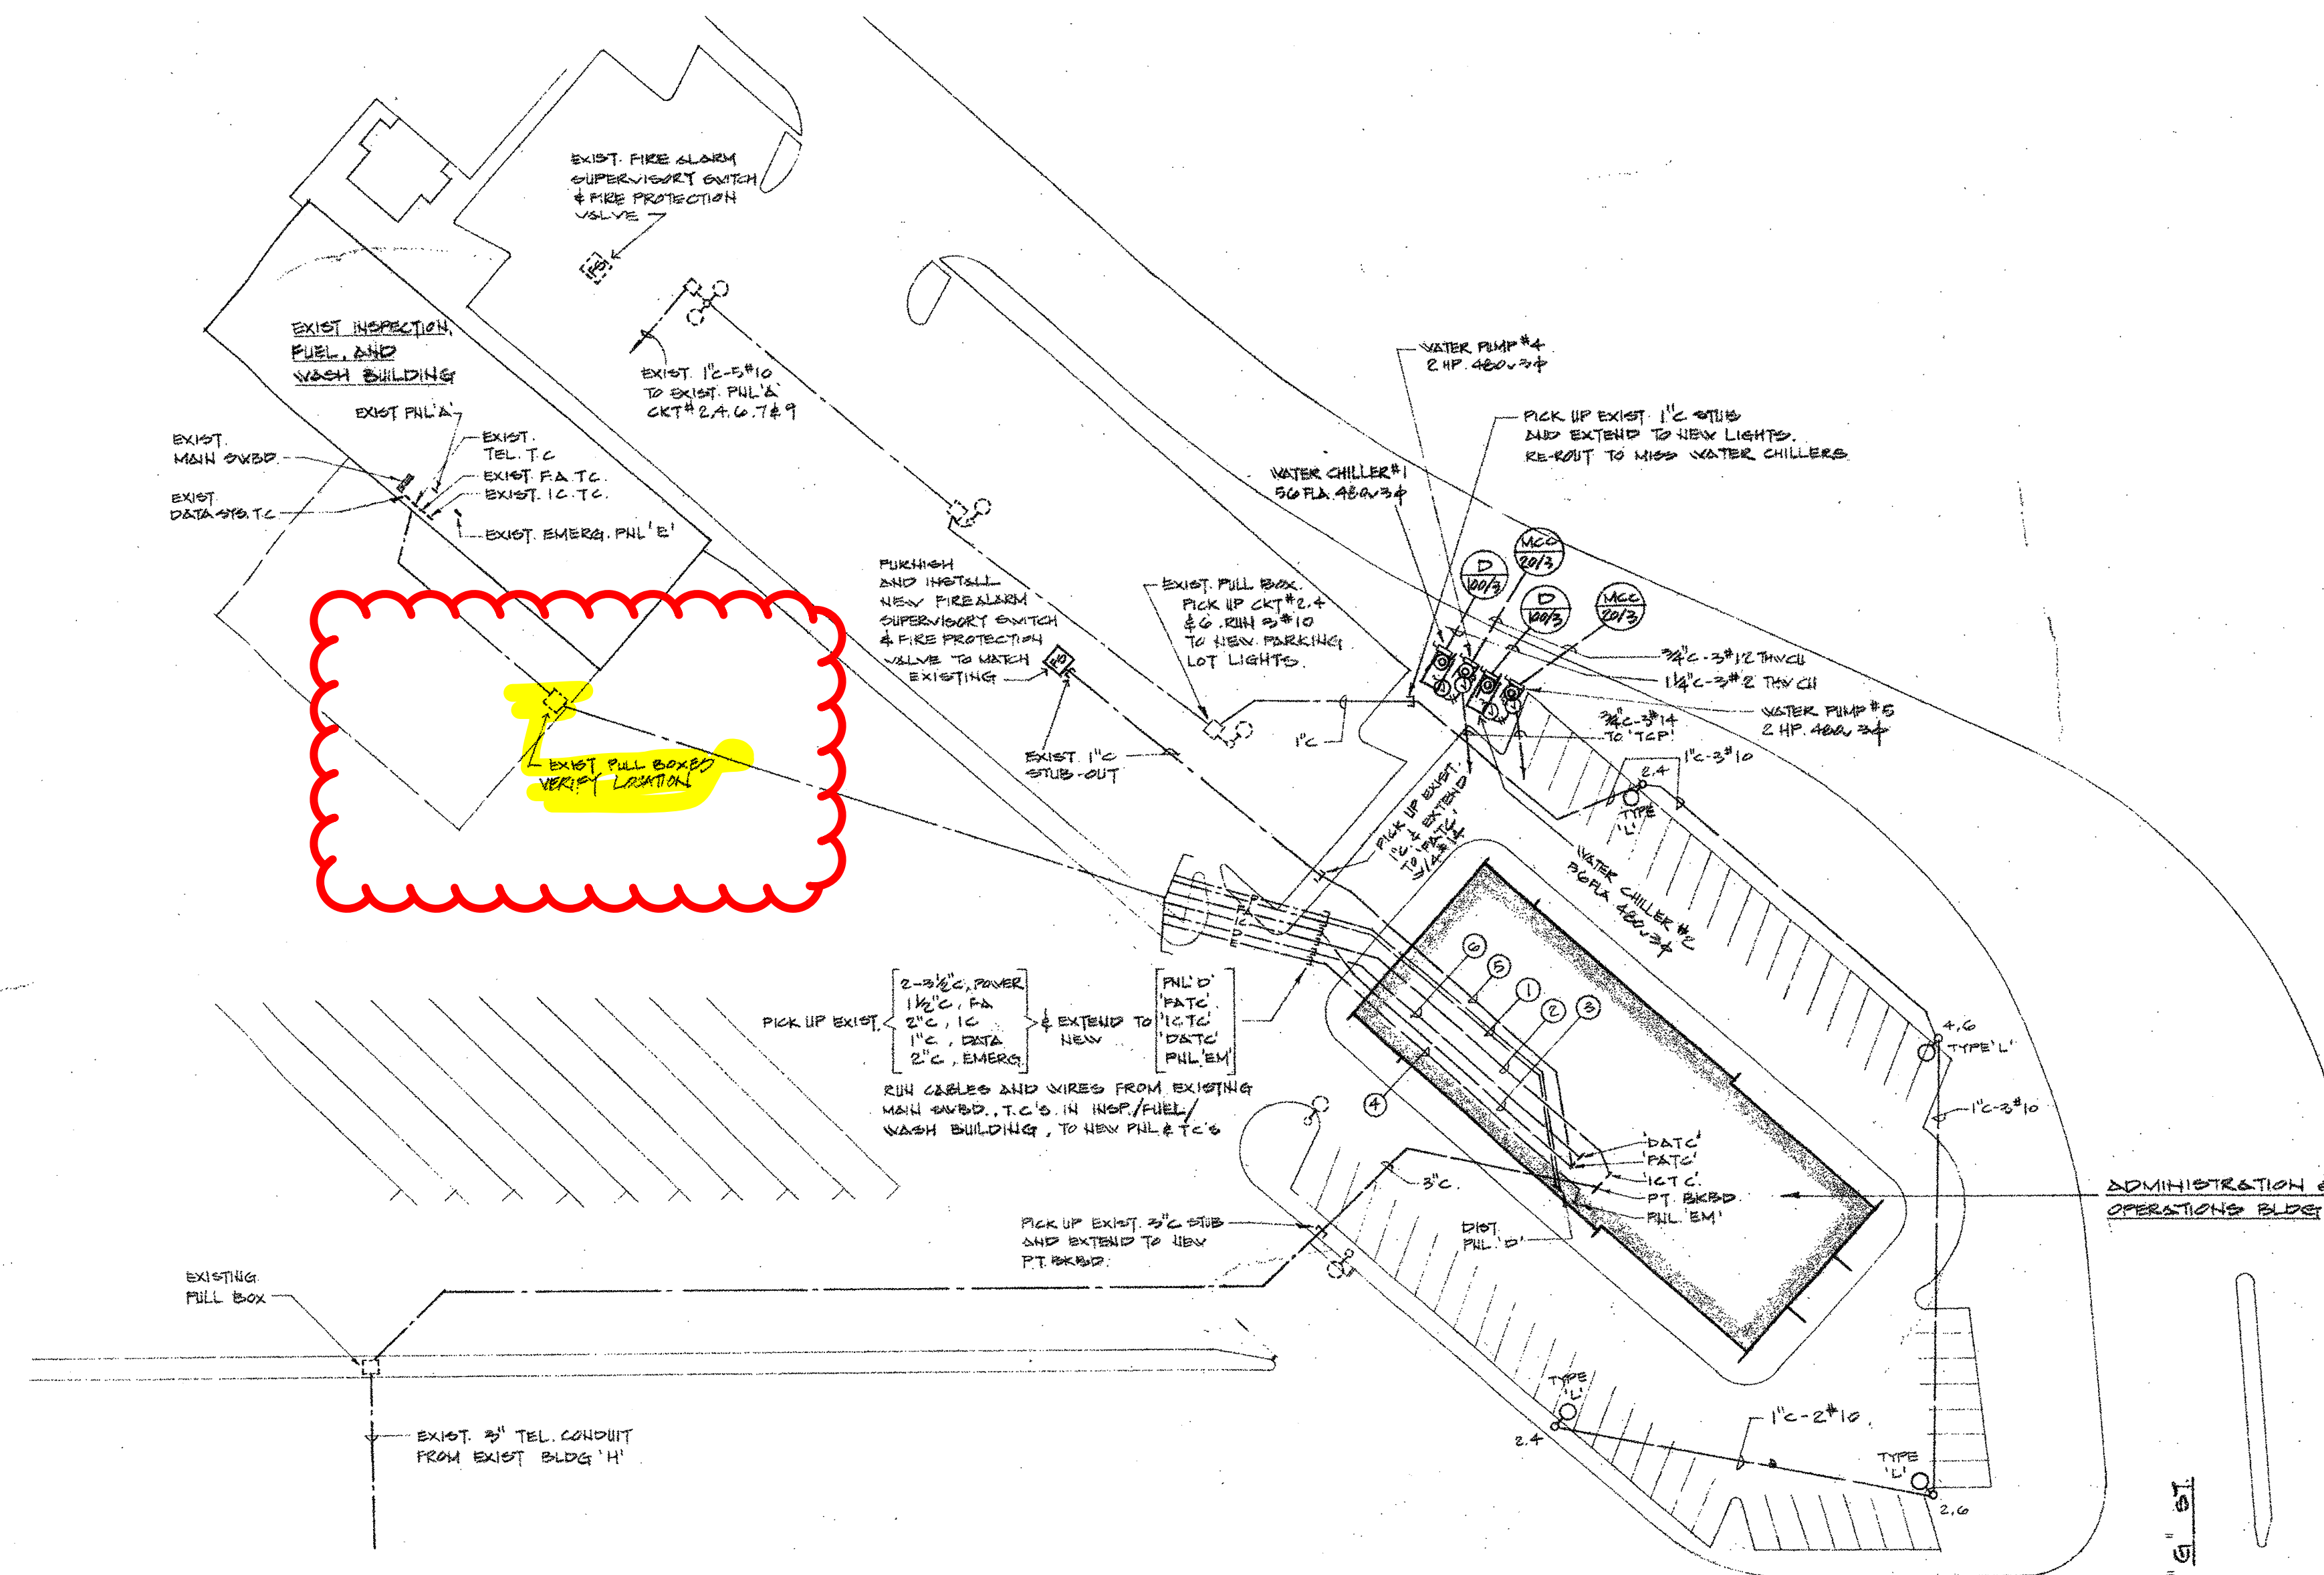 EXIST. FIRE ALARM
SUPERVISORY SWITCH
& FIRE PROTECTION
VALVE
FS
EXIST INSPECTION,
FUEL, AND
WASH BUILDING
EXIST. 1"C-5#10
TO EXIST. PNL 'A'
CKT# 2,4,6,7&9
EXIST PNL 'A'
EXIST.
MAIN SWBD.
EXIST.
TEL. T.C
EXIST. F.A. T.C.
EXIST. I.C. T.C.
EXIST.
DATA SYS. T.C
EXIST. EMERG. PNL 'E'
EXIST PULL BOXES
VERIFY LOCATION
FURNISH
AND INSTALL
NEW FIRE ALARM
SUPERVISORY SWITCH
& FIRE PROTECTION
VALVE TO MATCH
EXISTING
FS
EXIST. 1"C
STUB-OUT
EXIST. PULL BOX.
PICK UP CKT #2,4
& 6. RUN 3#10
TO NEW PARKING
LOT LIGHTS.
1"C
WATER PUMP #4
2 HP. 480V 3ϕ
PICK UP EXIST. 1"C STUB
AND EXTEND TO NEW LIGHTS.
RE-ROUT TO MISS WATER CHILLERS
WATER CHILLER #1
56 FLA. 480V 3ϕ
D
100/3
MCC
20/3
D
100/3
MCC
20/3
3/4"C-3#12 THWCU
1 1/4"C-3#2 THWCU
WATER PUMP #5
2 HP. 480V 3ϕ
3/4"C-3#14
TO 'TCP'
1"C-3#10
2,4
TYPE
'L'
PICK UP EXIST.
1"C. & EXTEND
TO 'FATC'
W/4#14
WATER CHILLER #2
56 FLA 480V 3ϕ
6
5
1
2
3
4
PICK UP EXIST.
2-3 1/2"C, POWER
1 1/2"C, FA
2"C, IC
1"C, DATA
2"C, EMERG.
& EXTEND TO
NEW
PNL 'D'
'FATC'
'ICTC'
'DATC'
PNL 'EM'
RUN CABLES AND WIRES FROM EXISTING
MAIN SWBD., T.C'S. IN INSP./FUEL/
WASH BUILDING, TO NEW PNL & TC'S
4,6
TYPE 'L'
1"C-3#10
'DATC'
'FATC'
'ICTC'.
PT. BKBD.
PNL. 'EM'
DIST.
PNL. 'D'
ADMINISTRATION &
OPERATIONS BLDG
3"C.
PICK UP EXIST. 3"C STUB
AND EXTEND TO NEW
PT. BKBD.
EXISTING
PULL BOX
EXIST. 3" TEL. CONDUIT
FROM EXIST BLDG 'H'
TYPE
'L'
2,4
1"C-2#10.
TYPE
'L'
2,6
"G" ST.